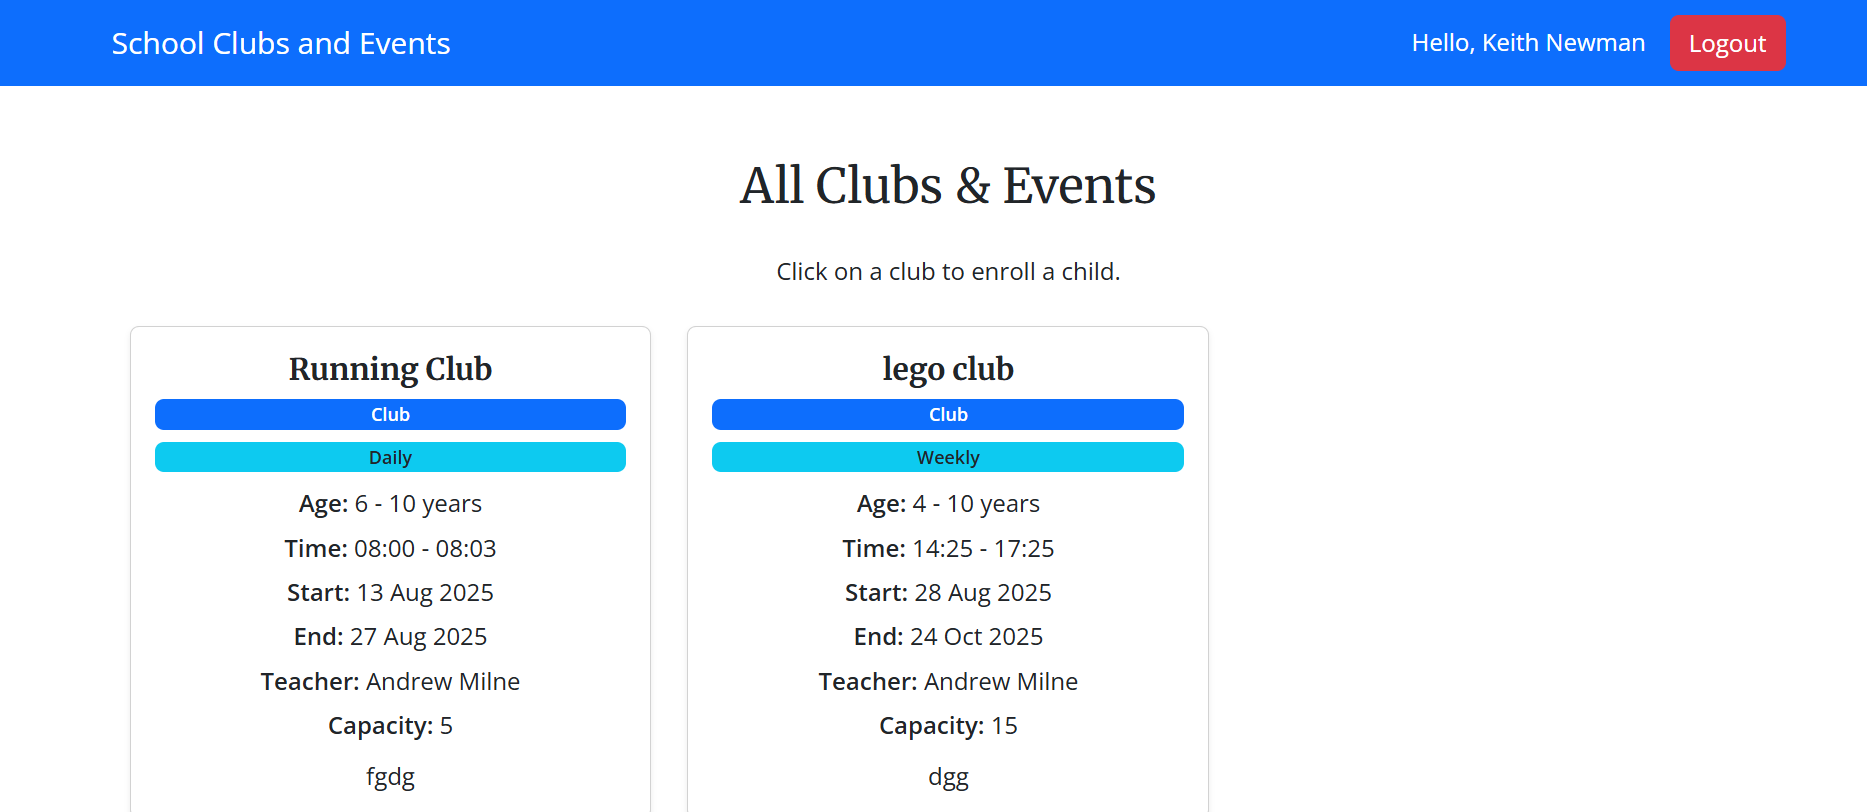 School Clubs and Events
Hello, Keith Newman
Logout
All Clubs & Events
Click on a club to enroll a child.
Running Club
Club
Daily
Age: 6 - 10 years
Time: 08:00 - 08:03
Start: 13 Aug 2025
End: 27 Aug 2025
Teacher: Andrew Milne
Capacity: 5
fgdg
lego club
Club
Weekly
Age: 4 - 10 years
Time: 14:25 - 17:25
Start: 28 Aug 2025
End: 24 Oct 2025
Teacher: Andrew Milne
Capacity: 15
dgg